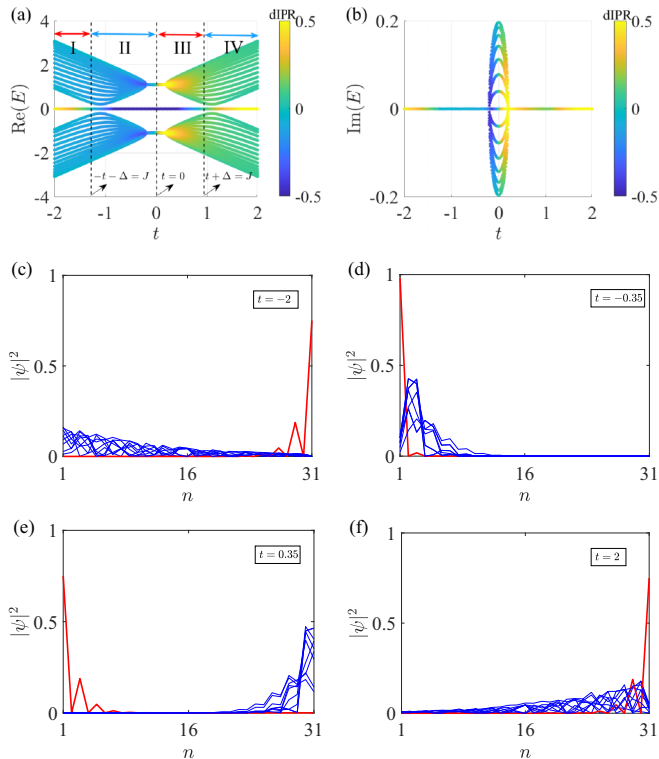 (a)
dIPR
0.5
0
-0.5
I
II
III
IV
4
2
0
-2
-4
Re(E)
−t − Δ = J
t = 0
t + Δ = J
-2
-1
0
1
2
t
(b)
dIPR
0.5
0
-0.5
0.2
0.1
0
-0.1
-0.2
Im(E)
-2
-1
0
1
2
t
(c)
1
0.5
0
|ψ|²
t = −2
1
16
31
n
(d)
1
0.5
0
|ψ|²
t = −0.35
1
16
31
n
(e)
1
0.5
0
|ψ|²
t = 0.35
1
16
31
n
(f)
1
0.5
0
|ψ|²
t = 2
1
16
31
n